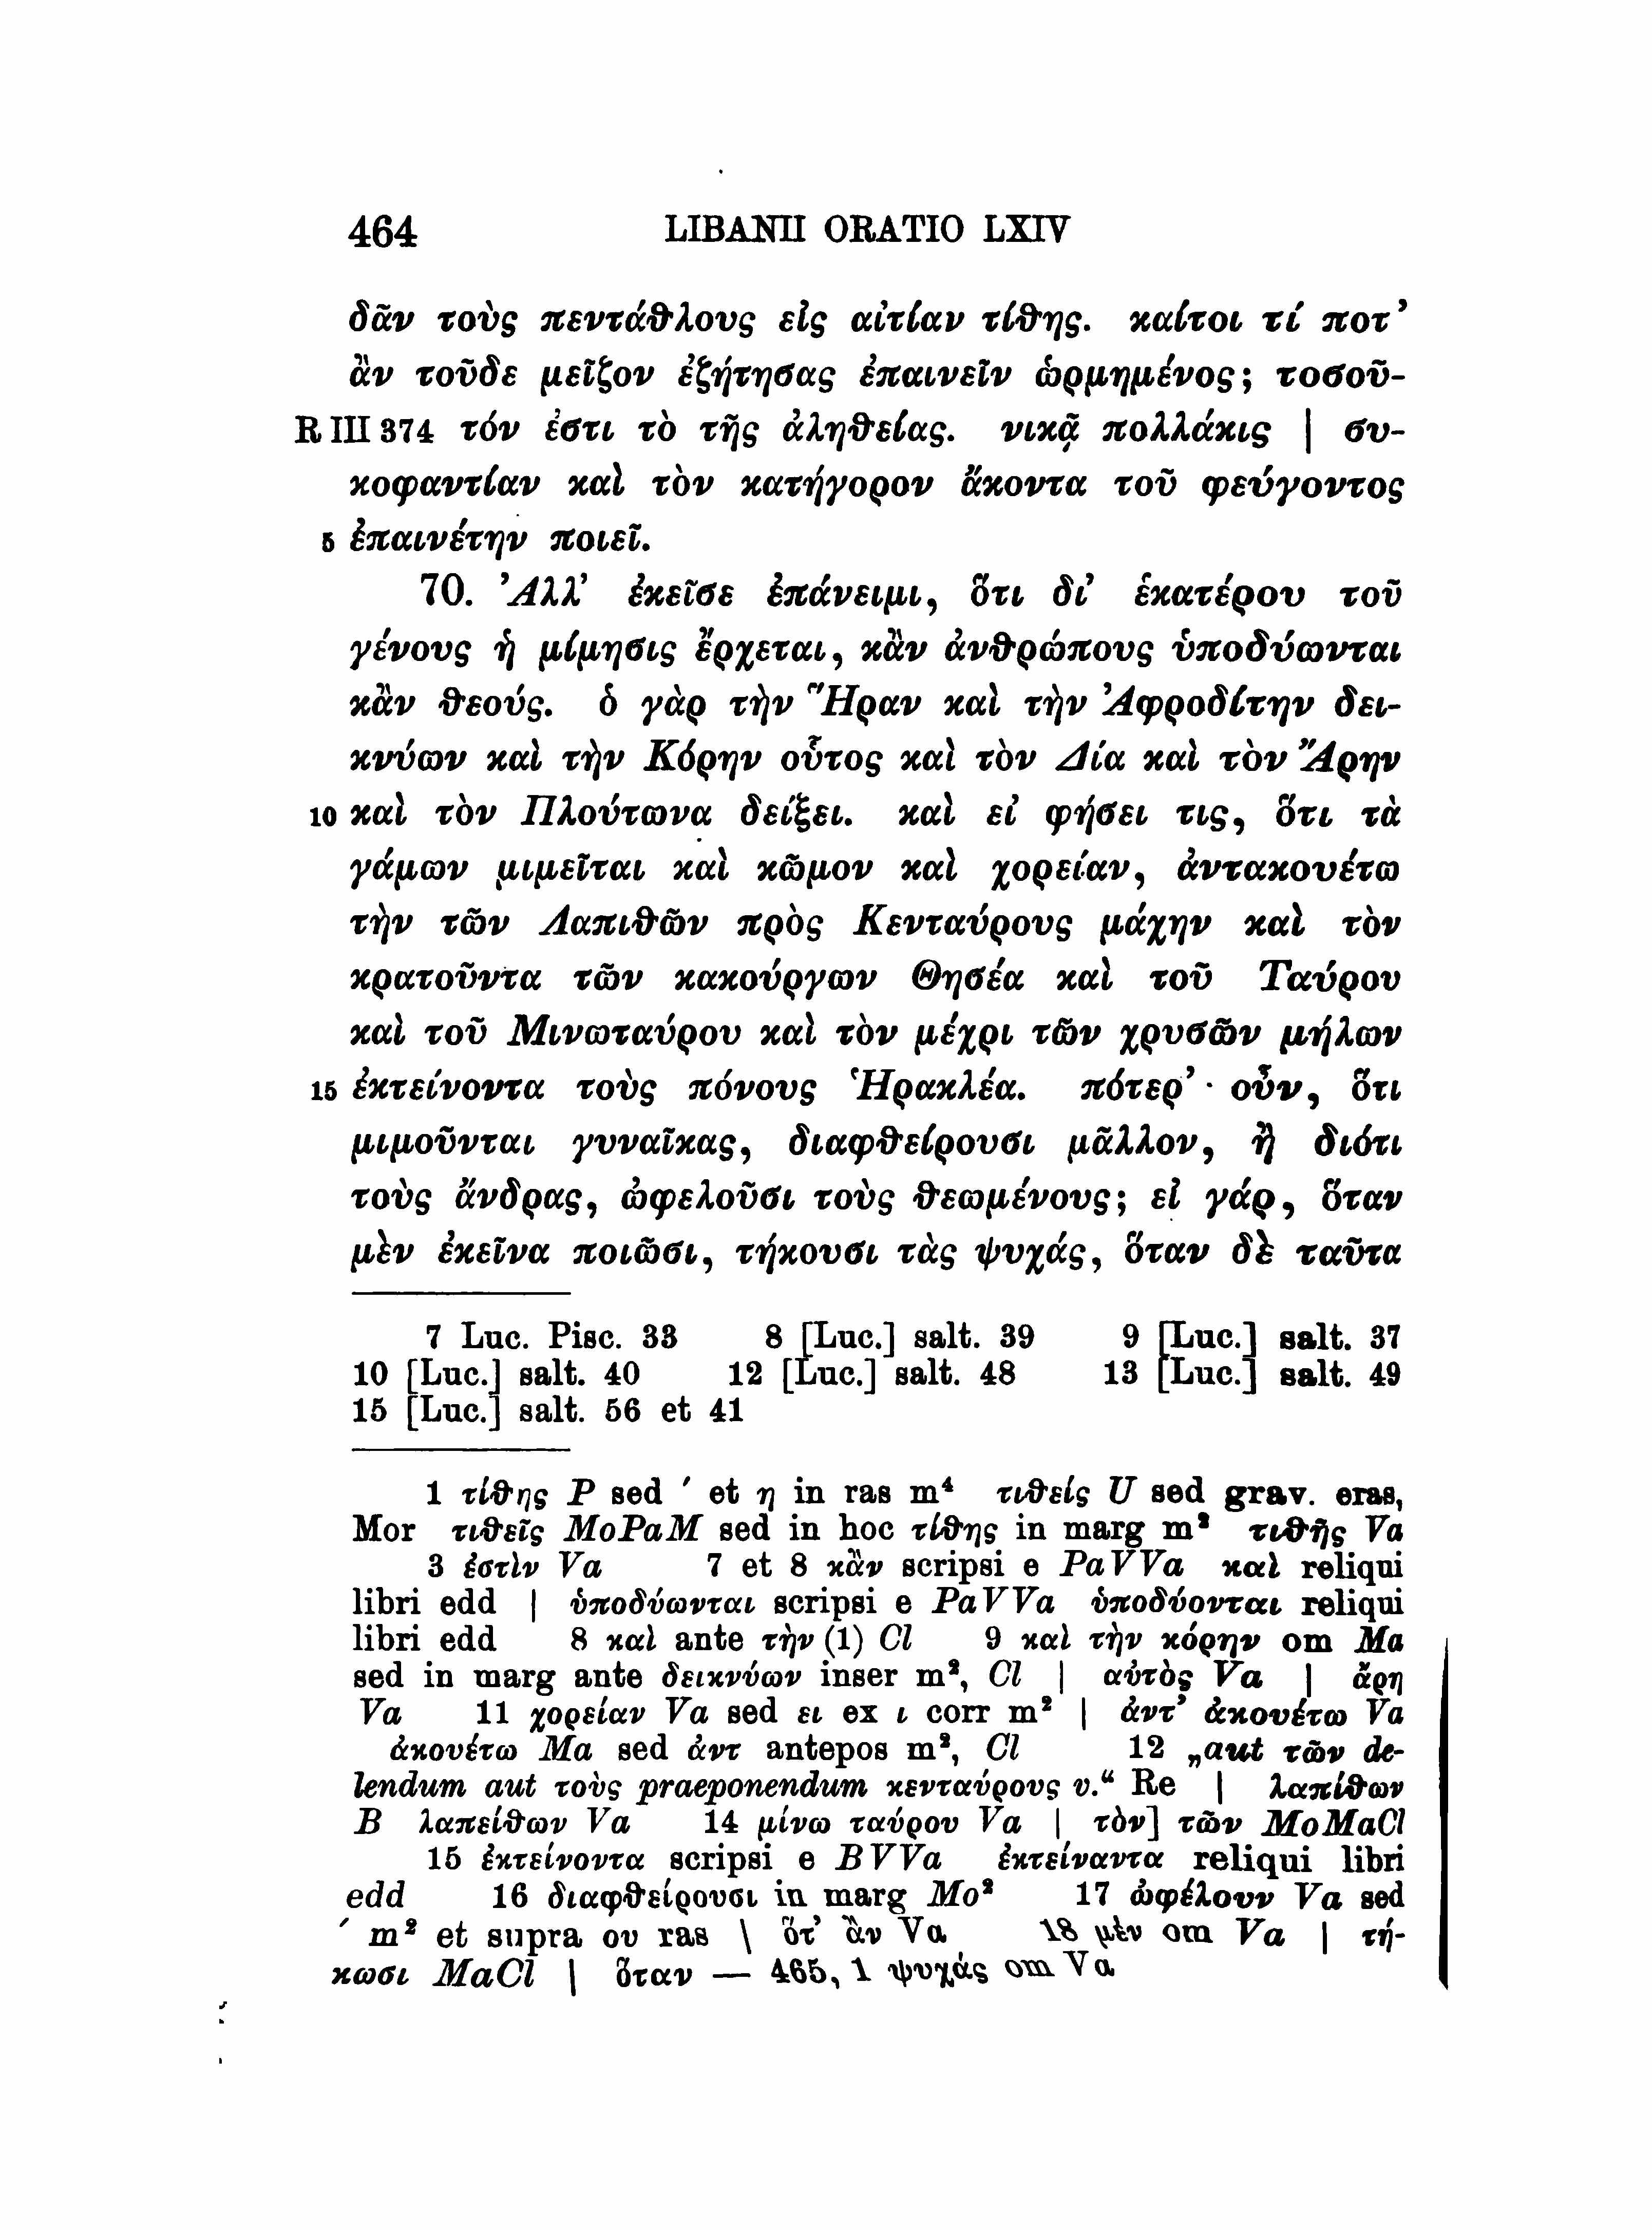 464 LIBANII ORATIO LXIV
δᾶν τοὺς πεντάθλους εἰς αἰτίαν τίθης. καίτοι τί ποτ’
ἂν τοῦδε μεῖζον ἐζήτησας ἐπαινεῖν ὡρμημένος; τοσοῦ-
R III 374 τόν ἐστι τὸ τῆς ἀληθείας. νικᾷ πολλάκις | συ-
κοφαντίαν καὶ τὸν κατήγορον ἄκοντα τοῦ φεύγοντος
5 ἐπαινέτην ποιεῖ.
70. Ἀλλ’ ἐκεῖσε ἐπάνειμι, ὅτι δι’ ἑκατέρου τοῦ
γένους ἡ μίμησις ἔρχεται, κἂν ἀνθρώπους ὑποδύωνται
κἂν θεούς. ὁ γὰρ τὴν Ἥραν καὶ τὴν Ἀφροδίτην δει-
κνύων καὶ τὴν Κόρην οὗτος καὶ τὸν Δία καὶ τὸν Ἄρην
10 καὶ τὸν Πλούτωνα δείξει. καὶ εἰ φήσει τις, ὅτι τὰ
γάμων μιμεῖται καὶ κῶμον καὶ χορείαν, ἀντακουέτω
τὴν τῶν Λαπιθῶν πρὸς Κενταύρους μάχην καὶ τὸν
κρατοῦντα τῶν κακούργων Θησέα καὶ τοῦ Ταύρου
καὶ τοῦ Μινωταύρου καὶ τὸν μέχρι τῶν χρυσῶν μήλων
15 ἐκτείνοντα τοὺς πόνους Ἡρακλέα. πότερ’ οὖν, ὅτι
μιμοῦνται γυναῖκας, διαφθείρουσι μᾶλλον, ἢ διότι
τοὺς ἄνδρας, ὠφελοῦσι τοὺς θεωμένους; εἰ γάρ, ὅταν
μὲν ἐκεῖνα ποιῶσι, τήκουσι τὰς ψυχάς, ὅταν δὲ ταῦτα
7 Luc. Pisc. 33 8 [Luc.] salt. 39 9 [Luc.] salt. 37
10 [Luc.] salt. 40 12 [Luc.] salt. 48 13 [Luc.] salt. 49
15 [Luc.] salt. 56 et 41
1 τίθης P sed ´ et η in ras m⁴ τιθείς U sed grav. eras,
Mor τιθεῖς MoPaM sed in hoc τίθης in marg m² τιθῆς Va
3 ἐστὶν Va 7 et 8 κἂν scripsi e PaVVa καὶ reliqui
libri edd | ὑποδύωνται scripsi e PaVVa ὑποδύονται reliqui
libri edd 8 καὶ ante τὴν (1) Cl 9 καὶ τὴν κόρην om Ma
sed in marg ante δεικνύων inser m², Cl | αὐτὸς Va | ἄρη
Va 11 χορείαν Va sed ει ex ι corr m² | ἀντ’ ἀκουέτω Va
ἀκουέτω Ma sed ἀντ antepos m², Cl 12 „aut τῶν de-
lendum aut τοὺς praeponendum κενταύρους υ.“ Re | λαπίθων
B λαπείθων Va 14 μίνω ταύρου Va | τὸν] τῶν MoMaCl
15 ἐκτείνοντα scripsi e BVVa ἐκτείναντα reliqui libri
edd 16 διαφθείρουσι in marg Mo² 17 ὠφέλουν Va sed
´ m² et supra ου ras | ὅτ’ ἂν Va 18 μὲν om Va | τή-
κωσι MaCl | ὅταν — 465, 1 ψυχάς om Va